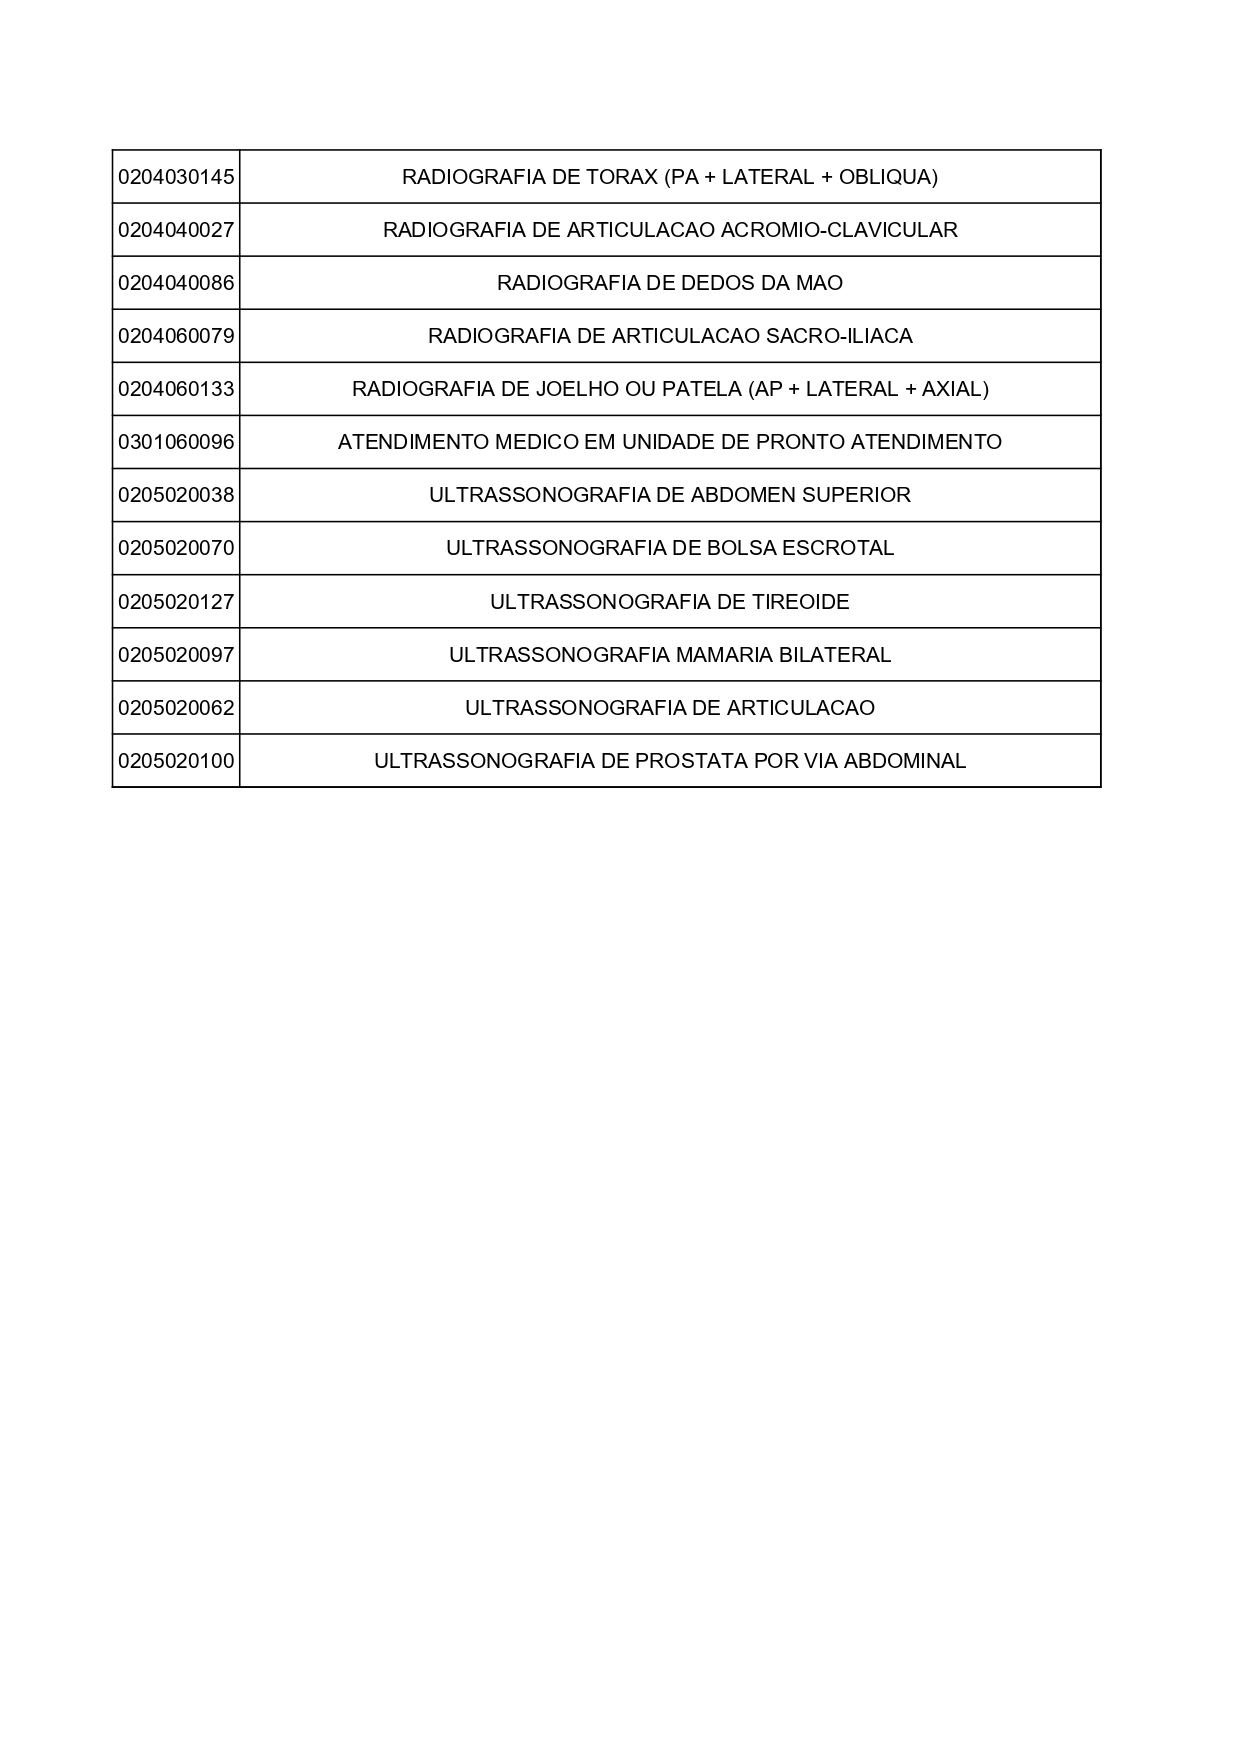 0204030145 RADIOGRAFIA DE TORAX (PA + LATERAL + OBLIQUA)
0204040027 RADIOGRAFIA DE ARTICULACAO ACROMIO-CLAVICULAR
0204040086 RADIOGRAFIA DE DEDOS DA MAO
0204060079 RADIOGRAFIA DE ARTICULACAO SACRO-ILIACA
0204060133 RADIOGRAFIA DE JOELHO OU PATELA (AP + LATERAL + AXIAL)
0301060096 ATENDIMENTO MEDICO EM UNIDADE DE PRONTO ATENDIMENTO
0205020038 ULTRASSONOGRAFIA DE ABDOMEN SUPERIOR
0205020070 ULTRASSONOGRAFIA DE BOLSA ESCROTAL
0205020127 ULTRASSONOGRAFIA DE TIREOIDE
0205020097 ULTRASSONOGRAFIA MAMARIA BILATERAL
0205020062 ULTRASSONOGRAFIA DE ARTICULACAO
0205020100 ULTRASSONOGRAFIA DE PROSTATA POR VIA ABDOMINAL